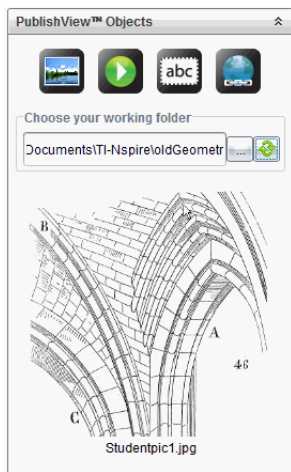 PublishView™ Objects
abc
Choose your working folder
Documents\TI-Nspire\oldGeometr
...
B
A
46
C
Studentpic1.jpg